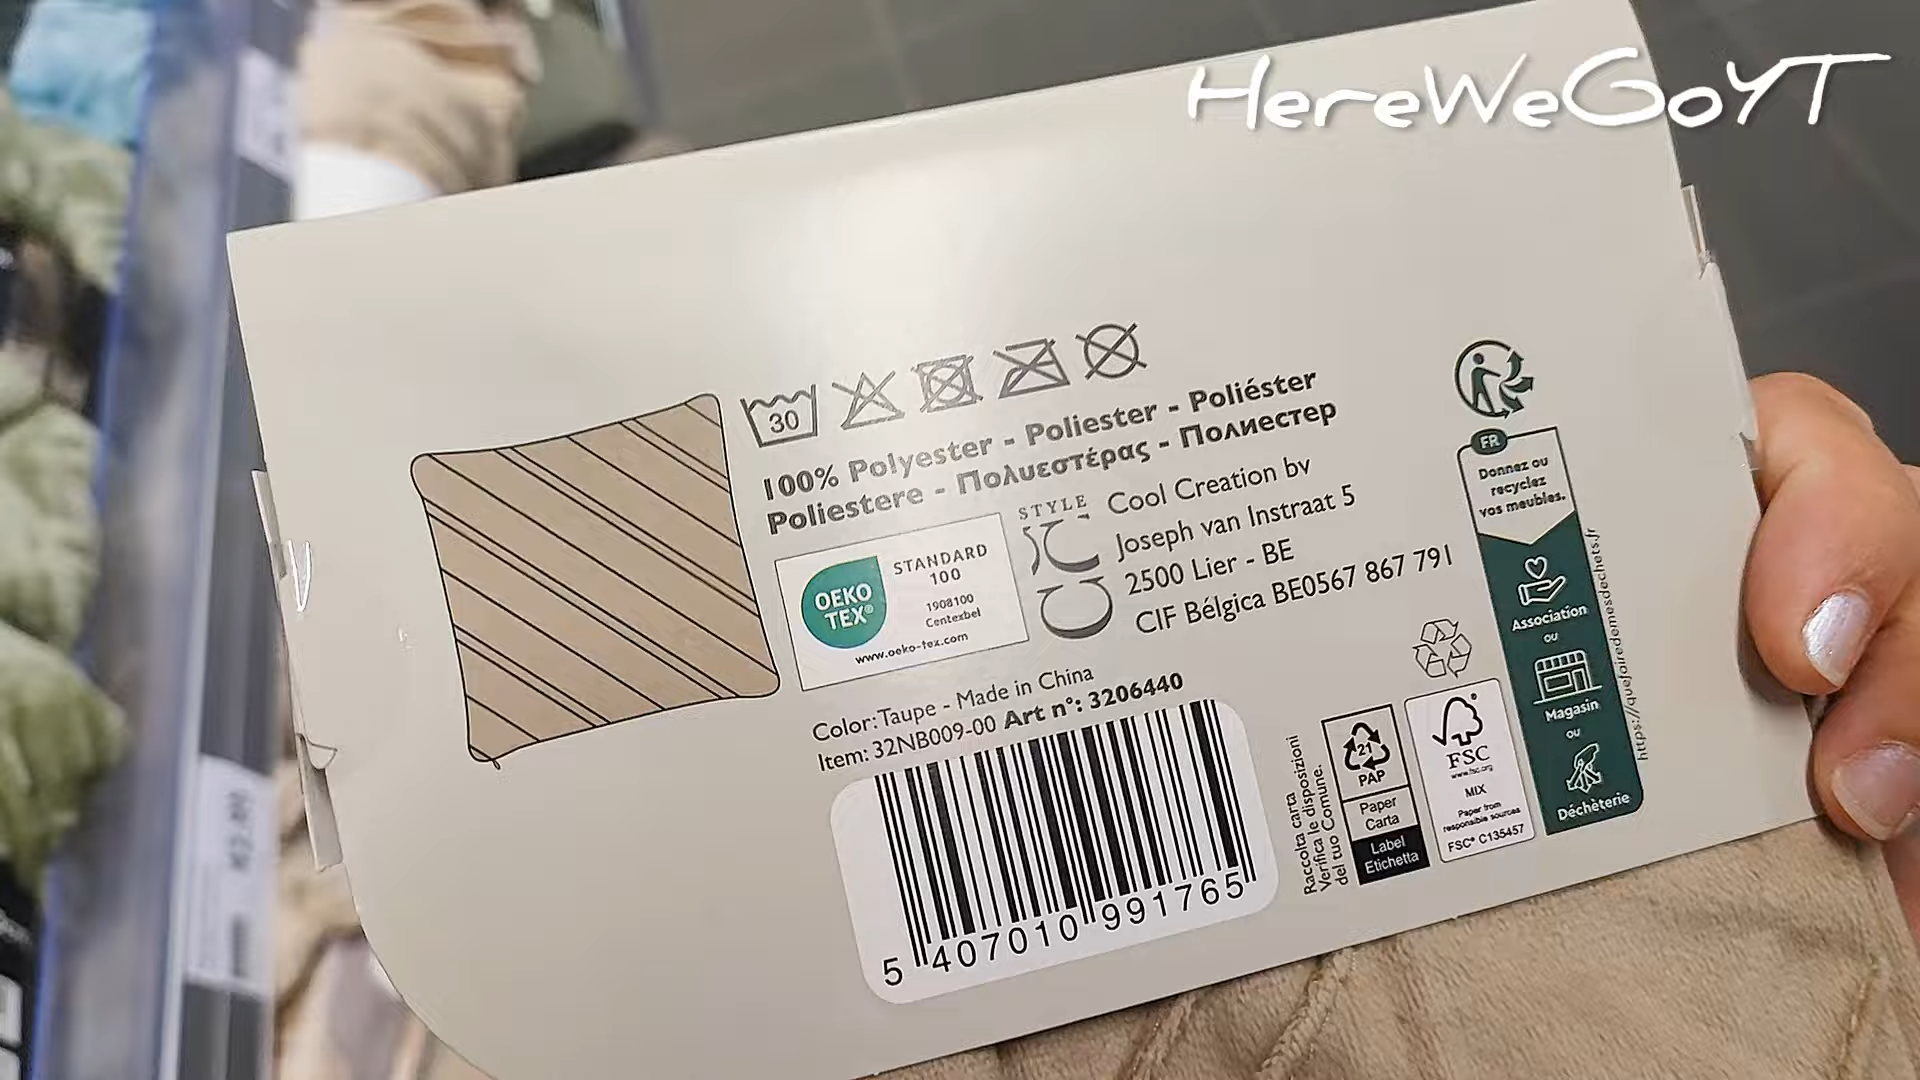 HereWeGoYT
30
100% Polyester - Poliester - Poliéster
Poliestere - Πολυεστέρας - Полиестер
OEKO
TEX®
STANDARD
100
1908100
Centexbel
www.oeko-tex.com
STYLE
CC
Cool Creation bv
Joseph van Instraat 5
2500 Lier - BE
CIF Bélgica BE0567 867 791
Color: Taupe - Made in China
Item: 32NB009-00 Art n°: 3206440
5 407010 991765
Raccolta carta
Verifica le disposizioni
del tuo Comune.
21
PAP
Paper
Carta
Label
Etichetta
FSC
www.fsc.org
MIX
Paper from
responsible sources
FSC® C135457
FR
Donnez ou
recyclez
vos meubles.
Association
ou
Magasin
ou
Déchèterie
https://quefairedemesdechets.fr